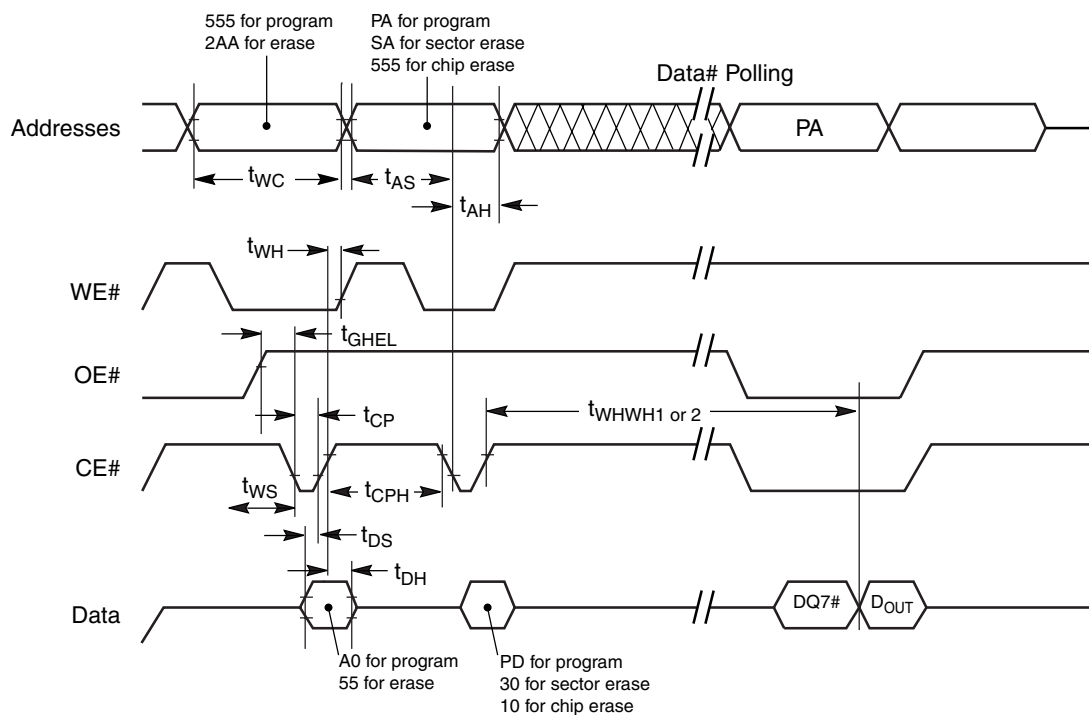 555 for program
2AA for erase
PA for program
SA for sector erase
555 for chip erase
Data# Polling
Addresses
PA
tWC
tAS
tAH
tWH
WE#
tGHEL
OE#
tCP
tWHWH1 or 2
CE#
tWS
tCPH
tDS
tDH
Data
DQ7#
DOUT
A0 for program
55 for erase
PD for program
30 for sector erase
10 for chip erase